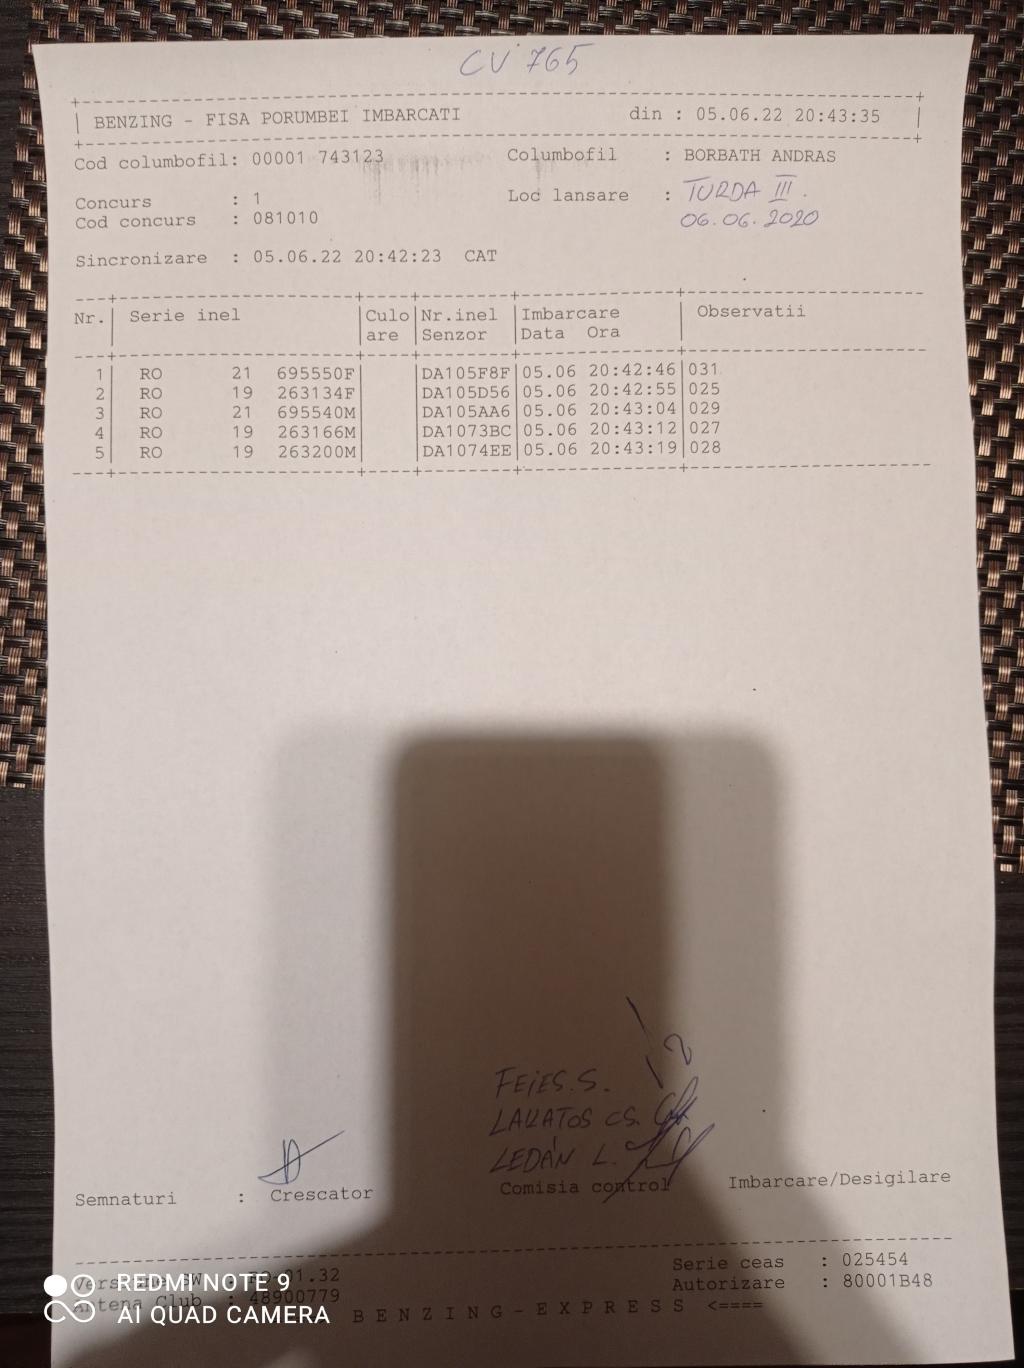 CV 765
BENZING - FISA PORUMBEI IMBARCATI din : 05.06.22 20:43:35
Cod columbofil: 00001 743123 Columbofil : BORBATH ANDRAS
Concurs : 1 Loc lansare : TURDA III.
Cod concurs : 081010 06.06.2020
Sincronizare : 05.06.22 20:42:23 CAT
Nr. Serie inel Culo Nr.inel Imbarcare Observatii
are Senzor Data Ora
1 RO 21 695550F DA105F8F 05.06 20:42:46 031
2 RO 19 263134F DA105D56 05.06 20:42:55 025
3 RO 21 695540M DA105AA6 05.06 20:43:04 029
4 RO 19 263166M DA1073BC 05.06 20:43:12 027
5 RO 19 263200M DA1074EE 05.06 20:43:19 028
FEIES. S.
LAKATOS CS.
LEDÁN L.
Semnaturi : Crescator Comisia control Imbarcare/Desigilare
Serie ceas : 025454
.32 Autorizare : 80001B48
Antena Club : 48900779
BENZING-EXPRESS <====
REDMI NOTE 9
AI QUAD CAMERA